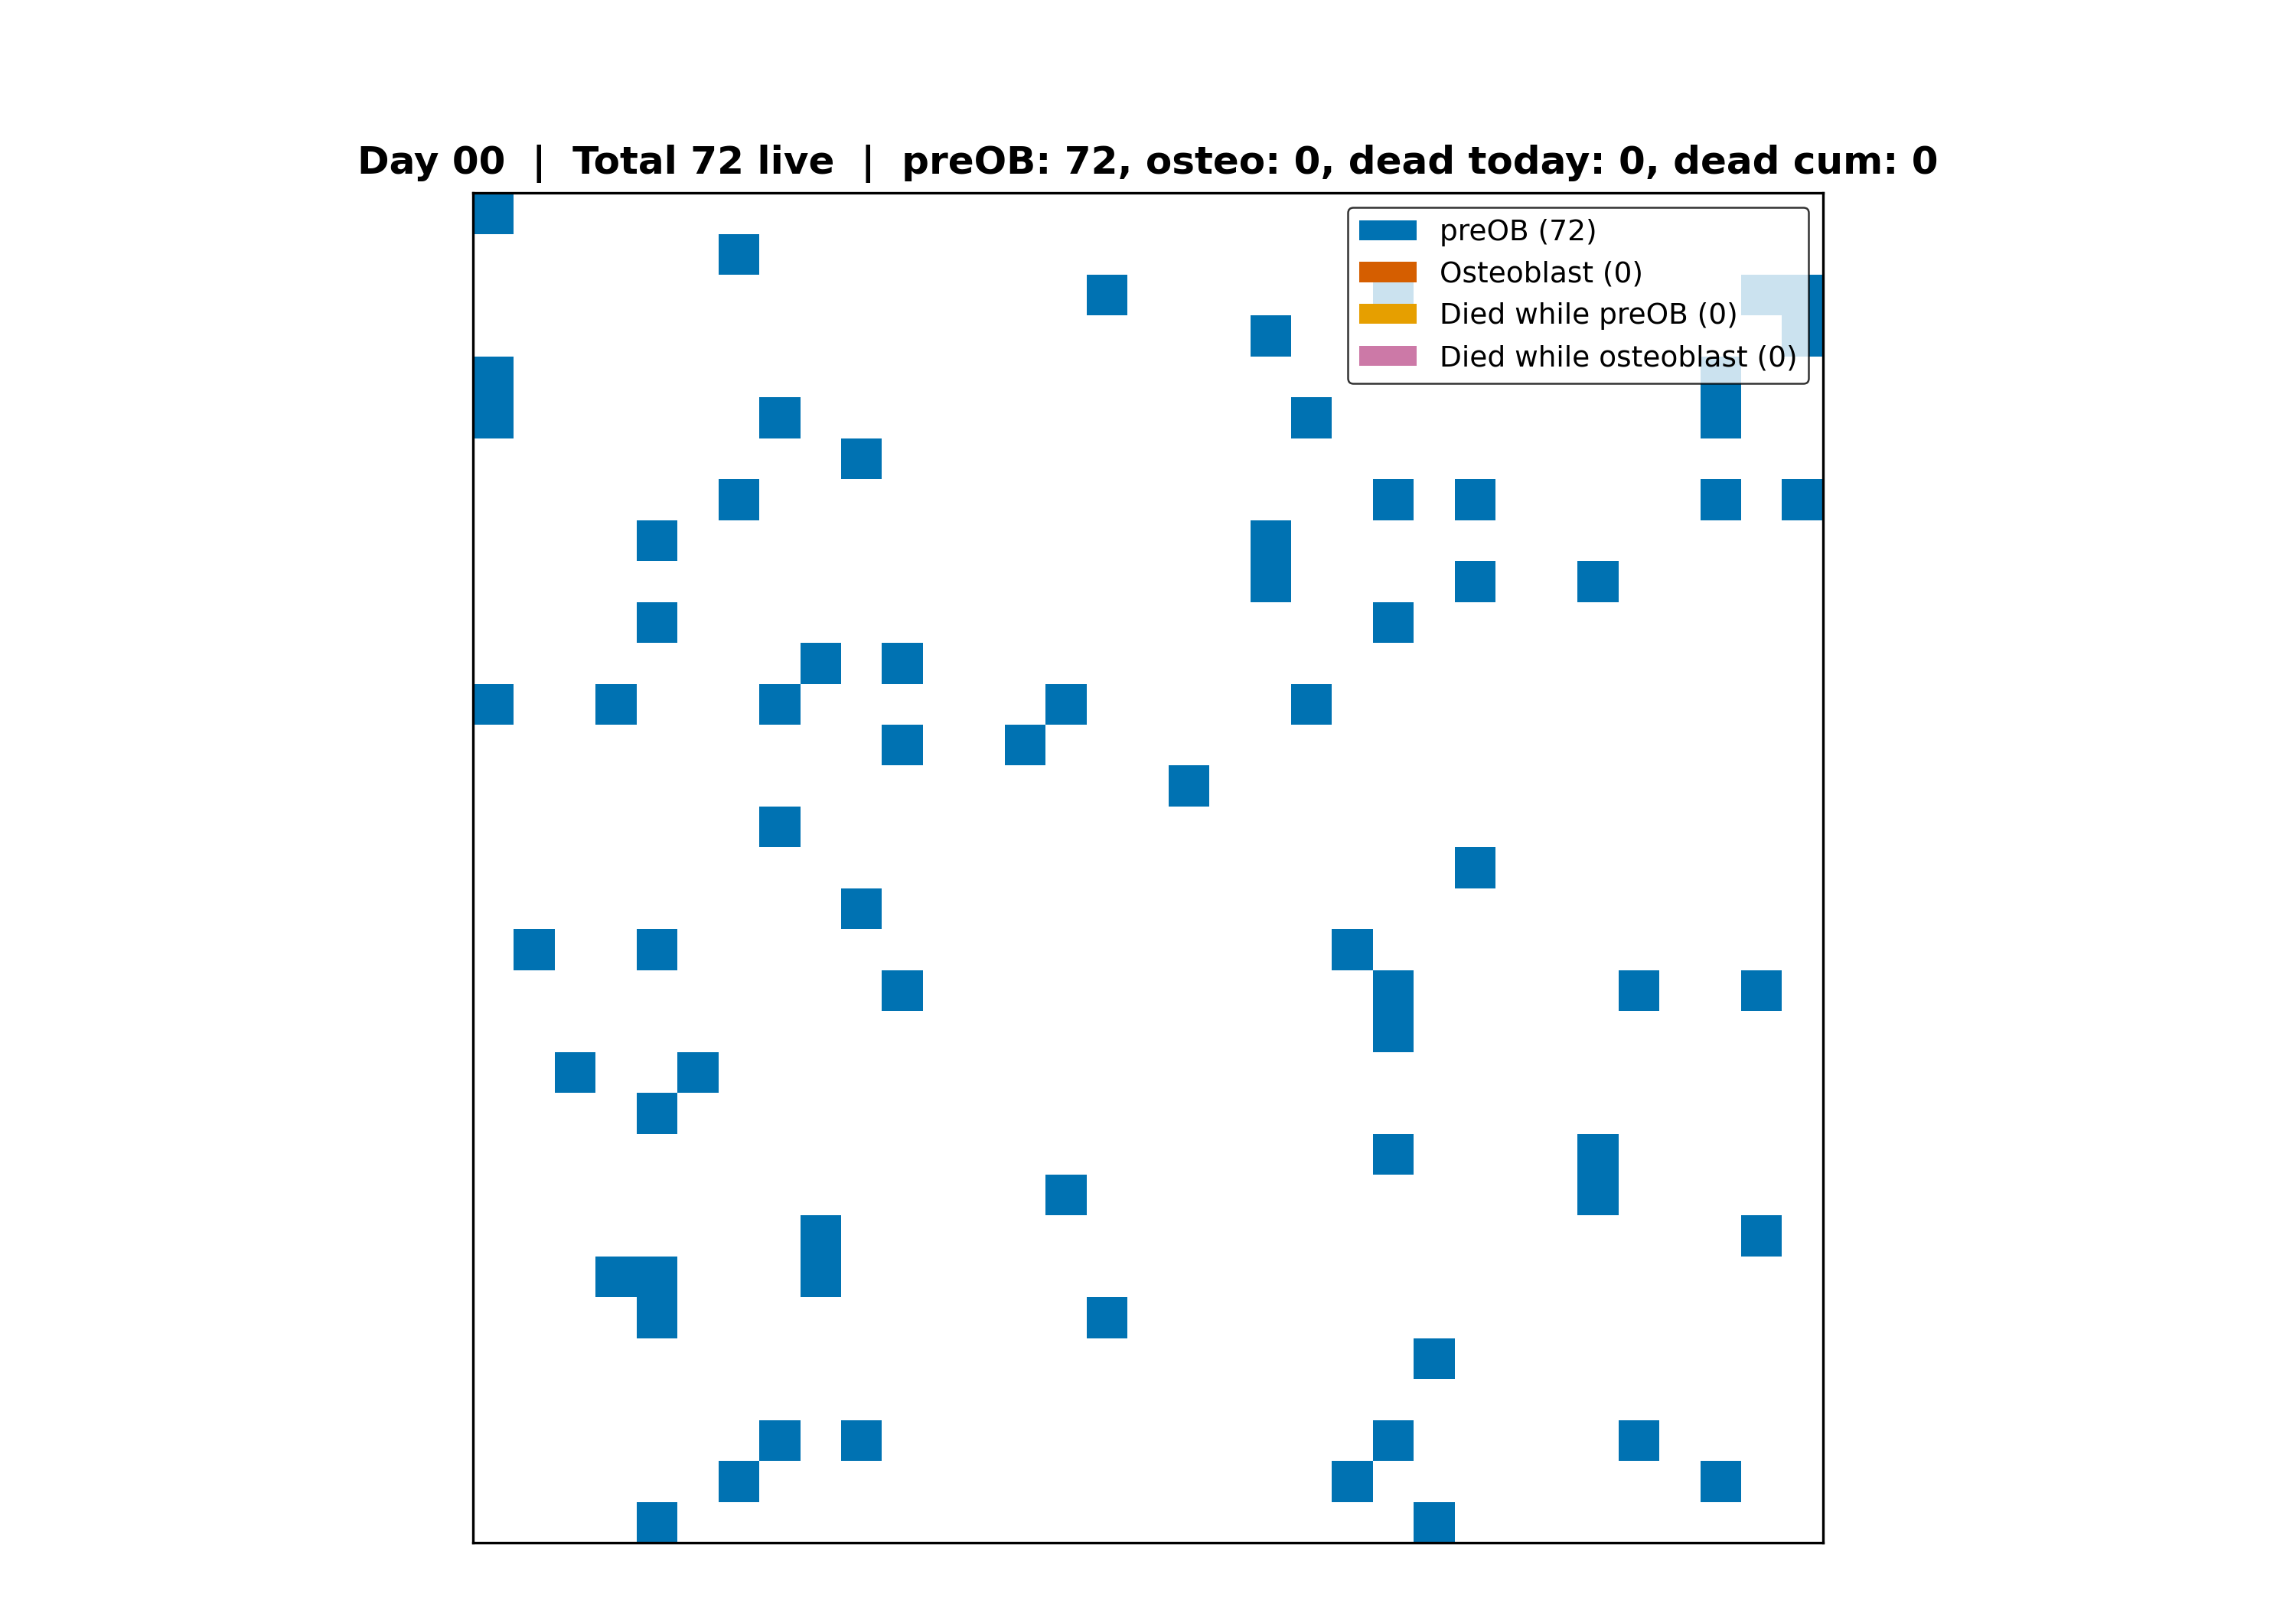 Day 00 | Total 72 live | preOB: 72, osteo: 0, dead today: 0, dead cum: 0
preOB (72)
Osteoblast (0)
Died while preOB (0)
Died while osteoblast (0)